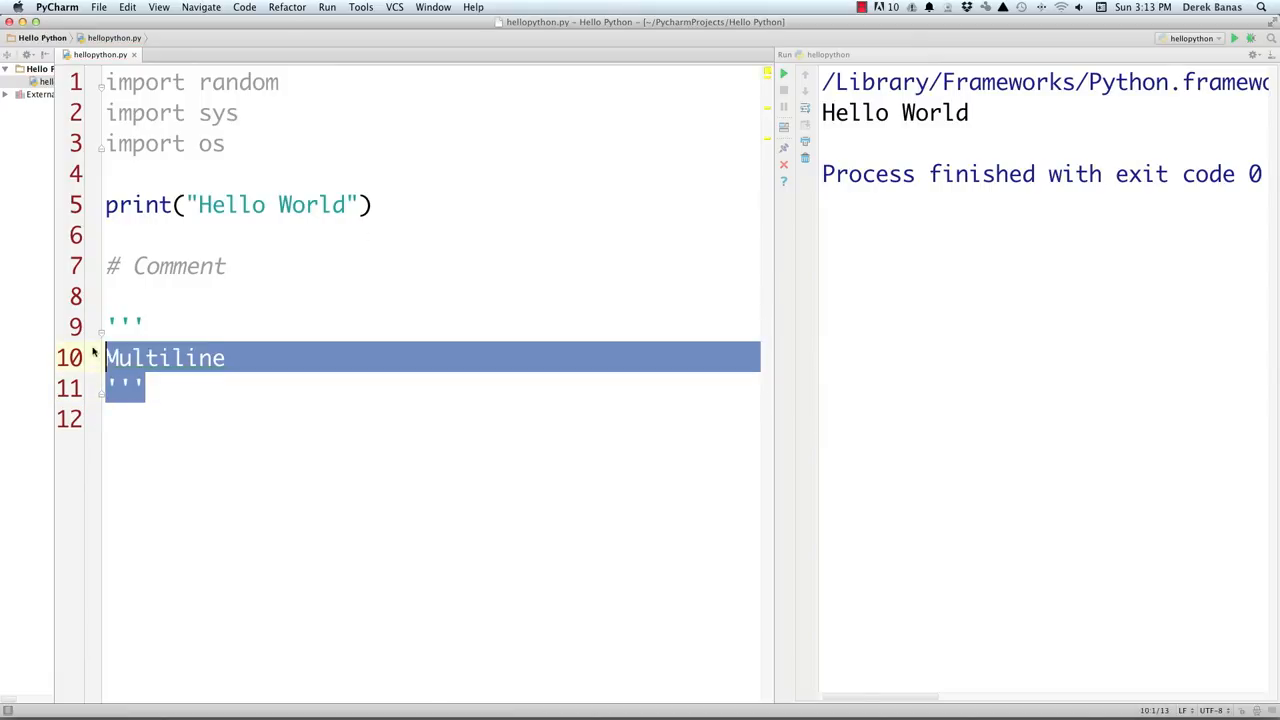 PyCharm File Edit View Navigate Code Refactor Run Tools VCS Window Help 10 Sun 3:13 PM Derek Banas
hellopython.py – Hello Python – [~/PycharmProjects/Hello Python]
Hello Python hellopython.py hellopython
hellopython.py Run hellopython
Hello P
hell
Extern
1 import random
2 import sys
3 import os
4
5 print("Hello World")
6
7 # Comment
8
9 '''
10 Multiline
11 '''
12
/Library/Frameworks/Python.framewo
Hello World
Process finished with exit code 0
10:1/13 LF UTF-8